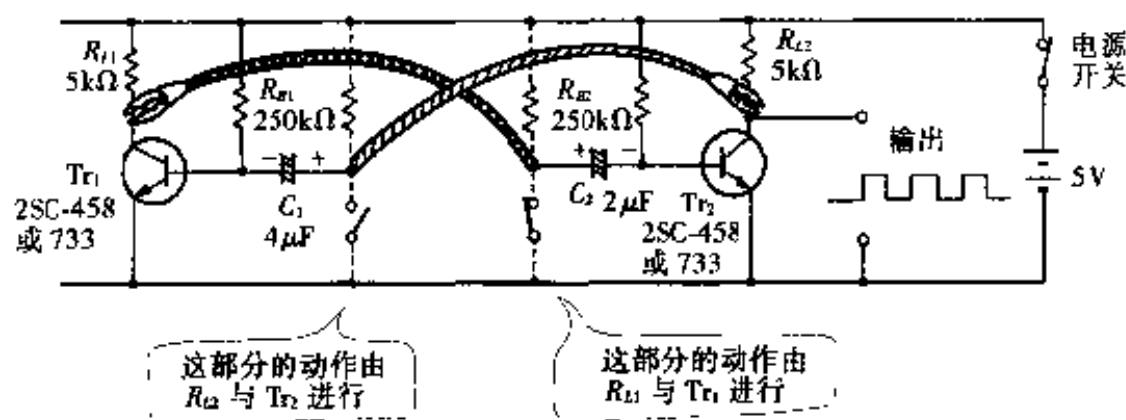 R_L1
5kΩ
R_B1
250kΩ
R_B2
250kΩ
R_L2
5kΩ
电源
开关
Tr₁
2SC-458
或 733
− +
C₁
4μF
+ −
C₂ 2μF
Tr₂
2SC-458
或 733
输出
5V
这部分的动作由
R_L2 与 Tr₂ 进行
这部分的动作由
R_L1 与 Tr₁ 进行